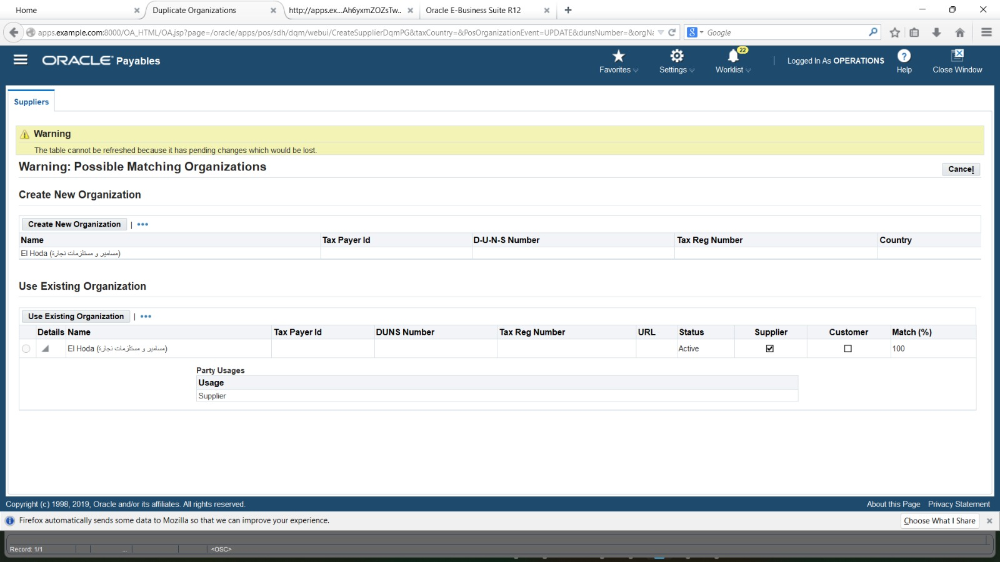 Home
Duplicate Organizations
http://apps.ex...Ah6yxmZOZsTw..
Oracle E-Business Suite R12
apps.example.com:8000/OA_HTML/OA.jsp?page=/oracle/apps/pos/sdh/dqm/webui/CreateSupplierDqmPG&taxCountry=&PosOrganizationEvent=UPDATE&dunsNumber=&orgNa
Google
ORACLE Payables
Favorites
Settings
22
Worklist
Logged In As OPERATIONS
Help
Close Window
Suppliers
Warning
The table cannot be refreshed because it has pending changes which would be lost.
Warning: Possible Matching Organizations
Cancel
Create New Organization
Create New Organization | •••
Name Tax Payer Id D-U-N-S Number Tax Reg Number Country
El Hoda (مسامير و مستلزمات نجارة)
Use Existing Organization
Use Existing Organization | •••
Details Name Tax Payer Id DUNS Number Tax Reg Number URL Status Supplier Customer Match (%)
El Hoda (مسامير و مستلزمات نجارة) Active 100
Party Usages
Usage
Supplier
Copyright (c) 1998, 2019, Oracle and/or its affiliates. All rights reserved.
About this Page Privacy Statement
Firefox automatically sends some data to Mozilla so that we can improve your experience.
Choose What I Share
Record: 1/1 ... <OSC>